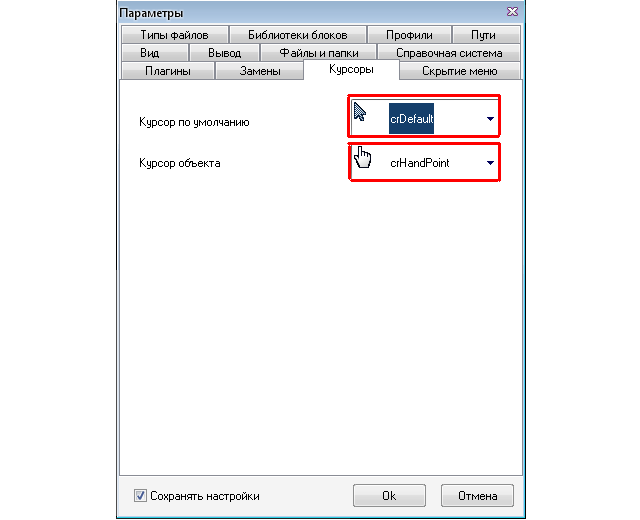 Параметры
Типы файлов Библиотеки блоков Профили Пути
Вид Вывод Файлы и папки Справочная система
Плагины Замены Курсоры Скрытие меню
Курсор по умолчанию crDefault
Курсор объекта crHandPoint
Сохранять настройки Ok Отмена